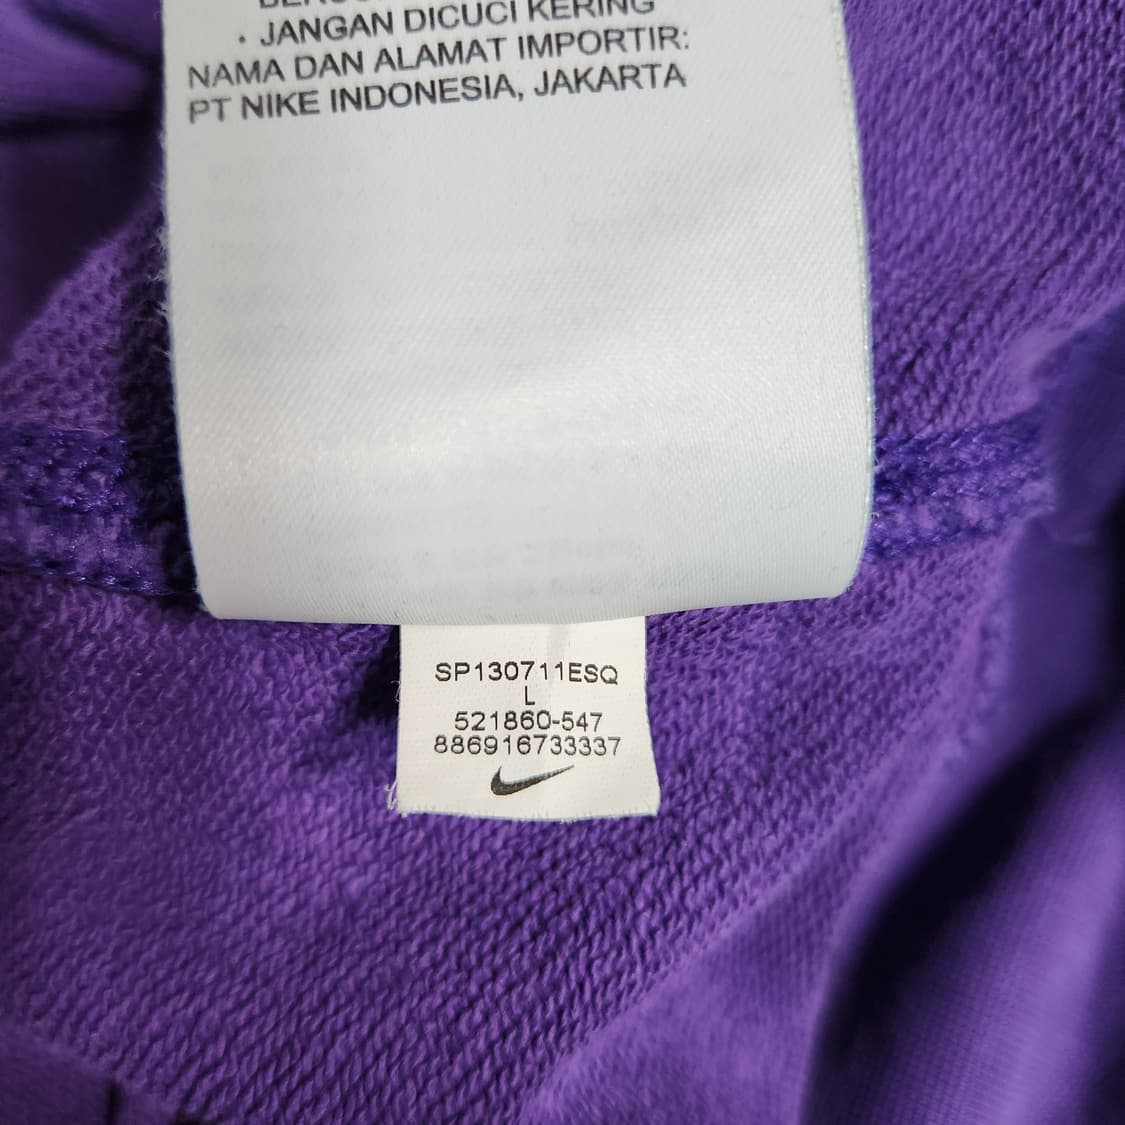 · JANGAN DICUCI KERING
NAMA DAN ALAMAT IMPORTIR:
PT NIKE INDONESIA, JAKARTA
SP130711ESQ
L
521860-547
886916733337